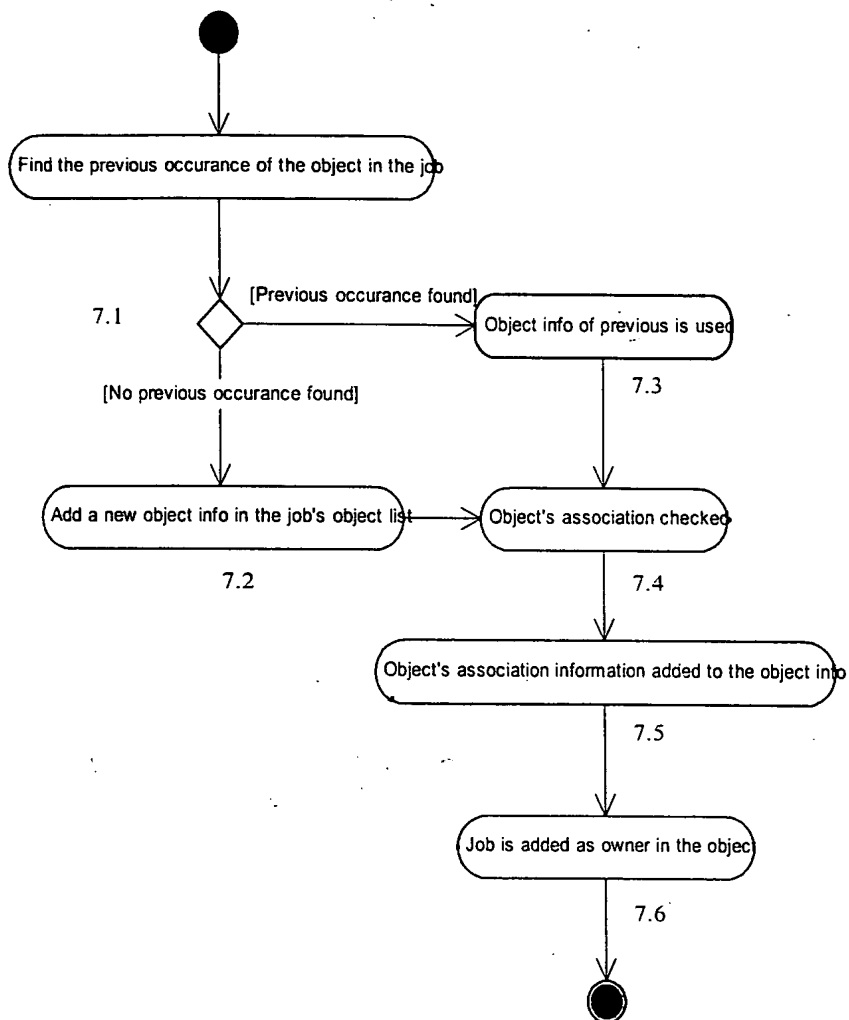 Find the previous occurance of the object in the job
7.1
[Previous occurance found]
Object info of previous is used
7.3
[No previous occurance found]
Add a new object info in the job's object list
Object's association checked
7.2
7.4
Object's association information added to the object info
7.5
Job is added as owner in the object
7.6